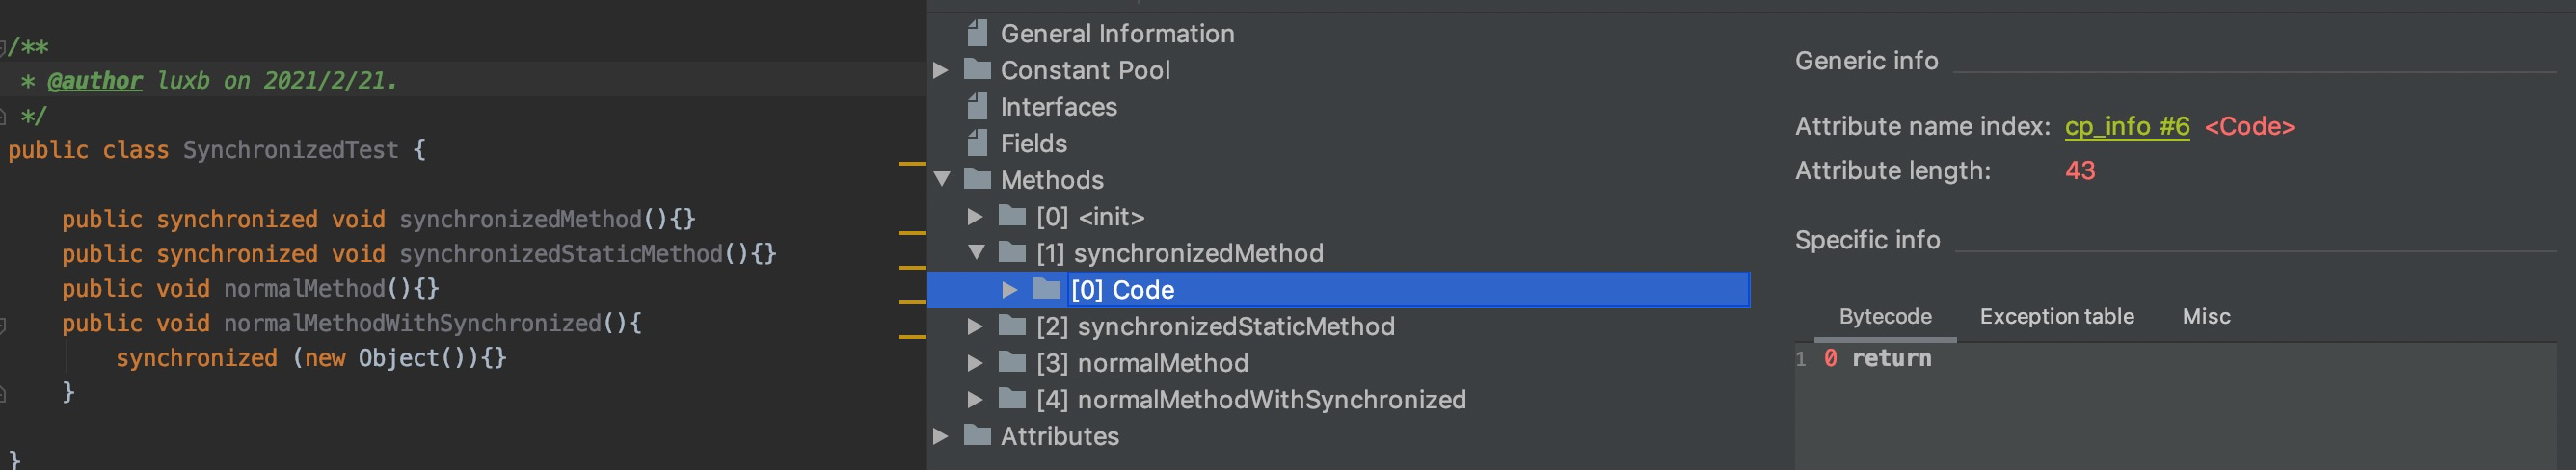 /**
* @author luxb on 2021/2/21.
*/
public class SynchronizedTest {
public synchronized void synchronizedMethod(){}
public synchronized void synchronizedStaticMethod(){}
public void normalMethod(){}
public void normalMethodWithSynchronized(){
synchronized (new Object()){}
}
}
General Information
Constant Pool
Interfaces
Fields
Methods
[0] <init>
[1] synchronizedMethod
[0] Code
[2] synchronizedStaticMethod
[3] normalMethod
[4] normalMethodWithSynchronized
Attributes
Generic info
Attribute name index: cp_info #6 <Code>
Attribute length: 43
Specific info
Bytecode Exception table Misc
1 0 return